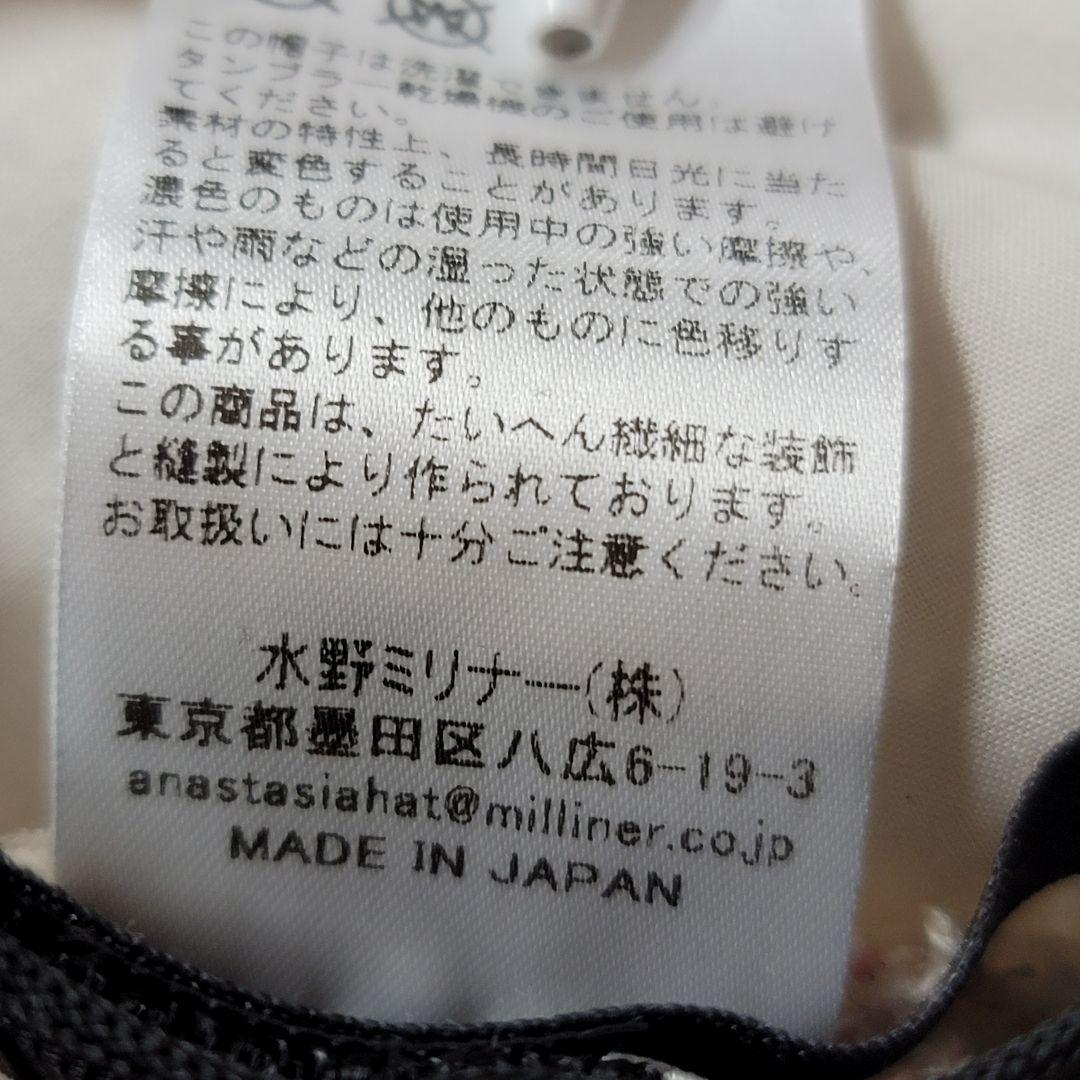 この帽子は洗濯できません。
タンブラー乾燥機のご使用は避け
てください。
素材の特性上、長時間日光に当た
ると変色することがあります。
濃色のものは使用中の強い摩擦や、
汗や雨などの湿った状態での強い
摩擦により、他のものに色移りす
る事があります。
この商品は、たいへん繊細な装飾
と縫製により作られております。
お取扱いには十分ご注意ください。
水野ミリナー(株)
東京都墨田区八広6-19-3
anastasiahat@milliner.co.jp
MADE IN JAPAN